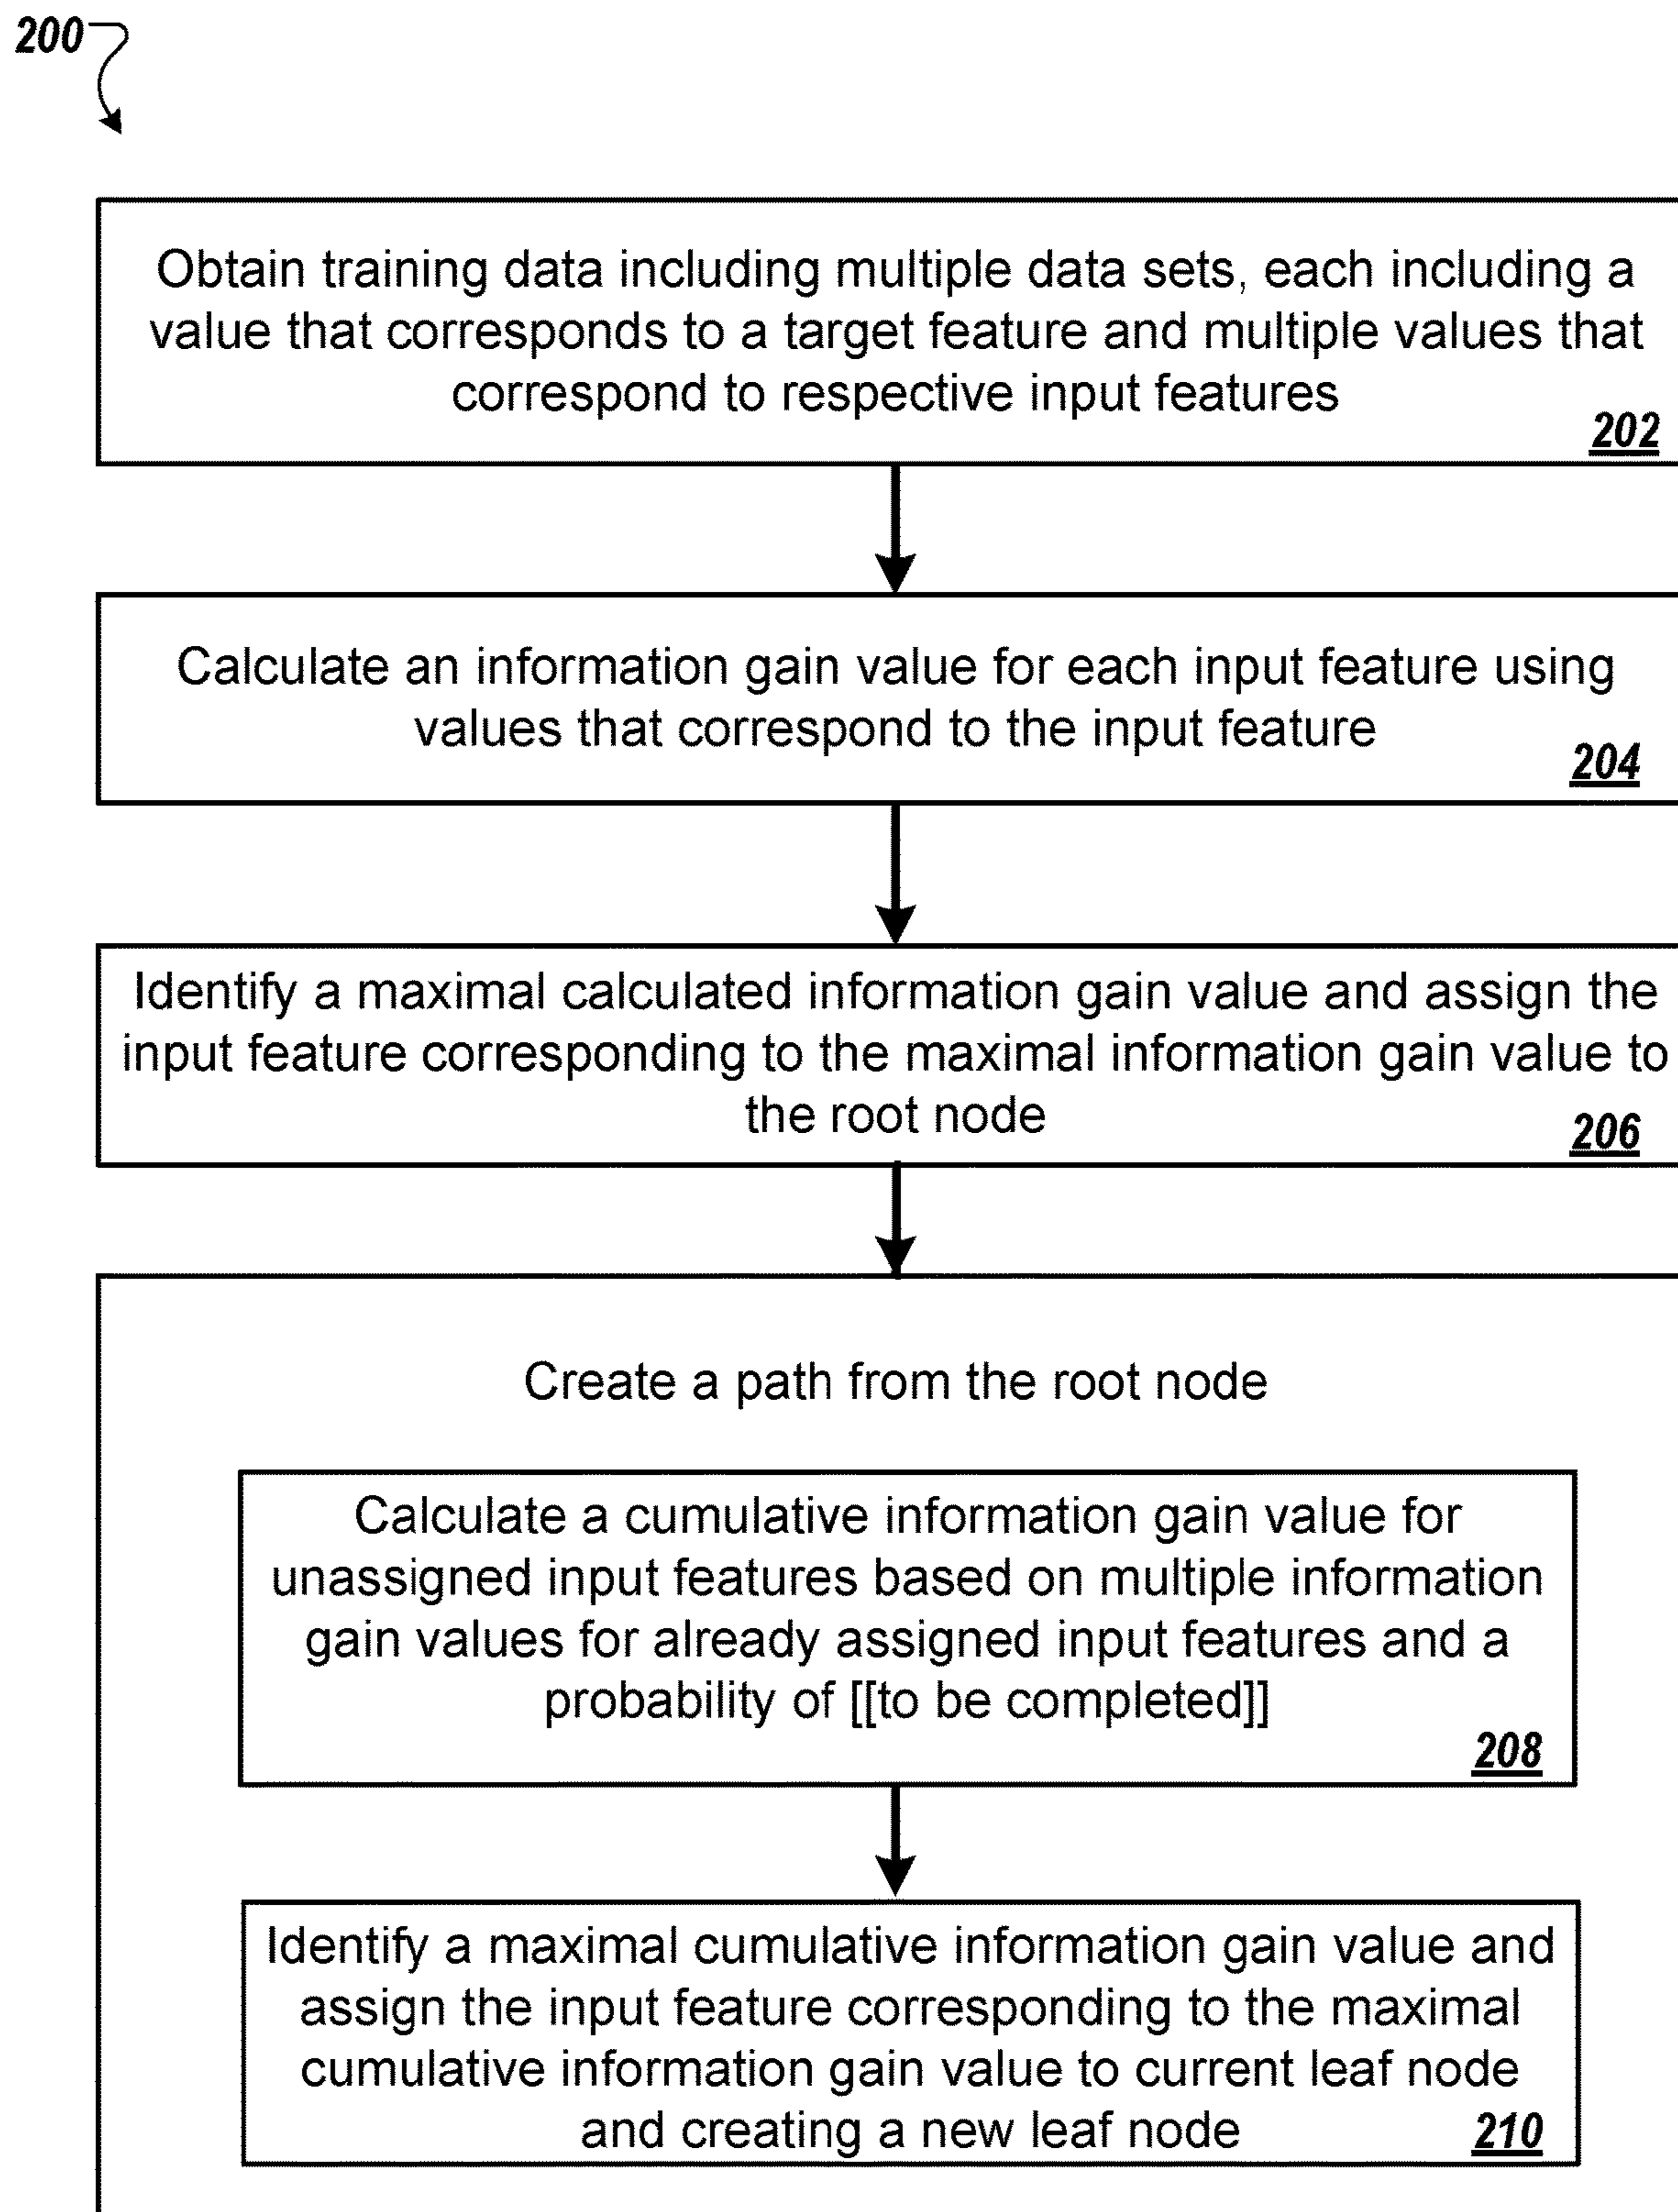 200
Obtain training data including multiple data sets, each including a
value that corresponds to a target feature and multiple values that
correspond to respective input features
202
Calculate an information gain value for each input feature using
values that correspond to the input feature
204
Identify a maximal calculated information gain value and assign the
input feature corresponding to the maximal information gain value to
the root node
206
Create a path from the root node
Calculate a cumulative information gain value for
unassigned input features based on multiple information
gain values for already assigned input features and a
probability of [[to be completed]]
208
Identify a maximal cumulative information gain value and
assign the input feature corresponding to the maximal
cumulative information gain value to current leaf node
and creating a new leaf node
210